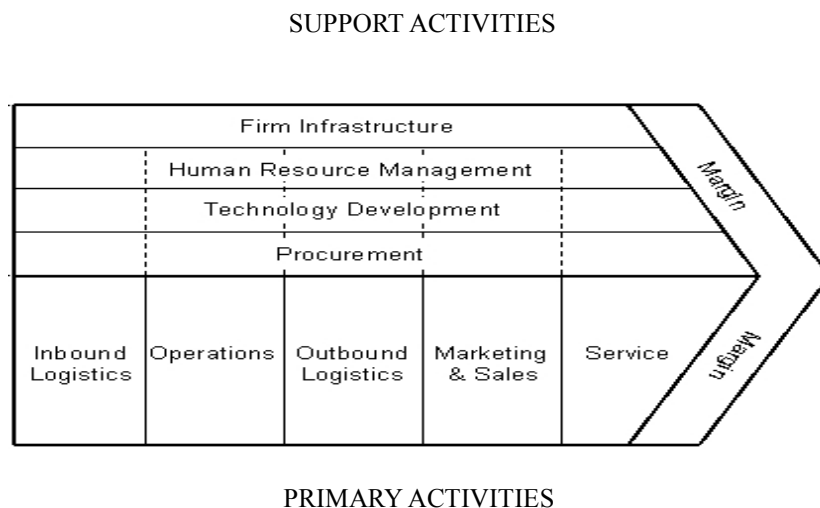 SUPPORT ACTIVITIES
Firm Infrastructure
Human Resource Management
Technology Development
Procurement
Margin
Inbound
Logistics
Operations
Outbound
Logistics
Marketing
& Sales
Service
Margin
PRIMARY ACTIVITIES